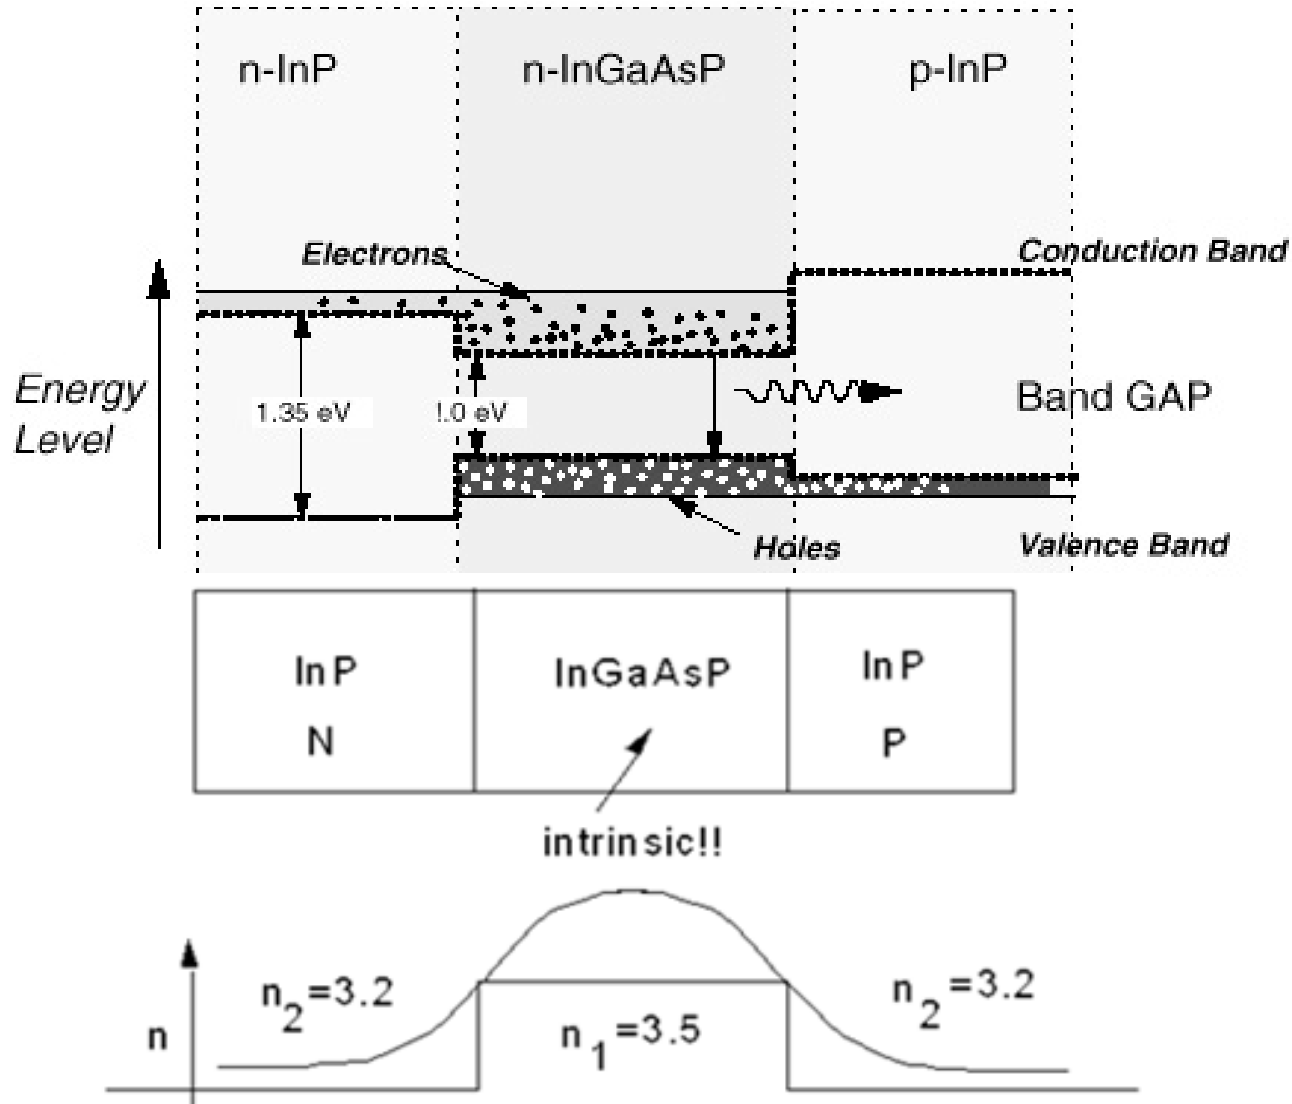 n-InP
n-InGaAsP
p-InP
Electrons
Conduction Band
Energy
Level
1.35 eV
1.0 eV
Band GAP
Holes
Valence Band
InP
N
InGaAsP
InP
P
intrinsic!!
n
n2=3.2
n1=3.5
n2=3.2